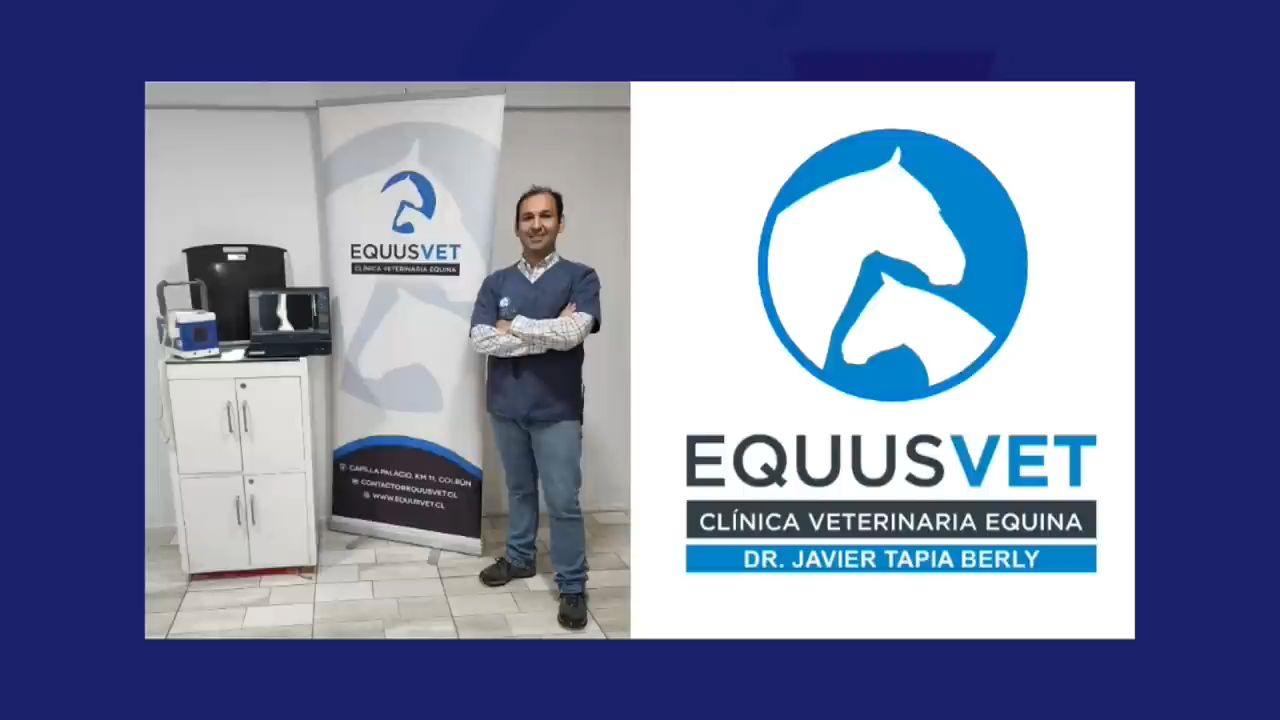 EQUUSVET
CLÍNICA VETERINARIA EQUINA
CAPILLA PALACIO, KM 11, COLBÚN
CONTACTO@EQUUSVET.CL
WWW.EQUUSVET.CL
EQUUSVET
CLÍNICA VETERINARIA EQUINA
DR. JAVIER TAPIA BERLY